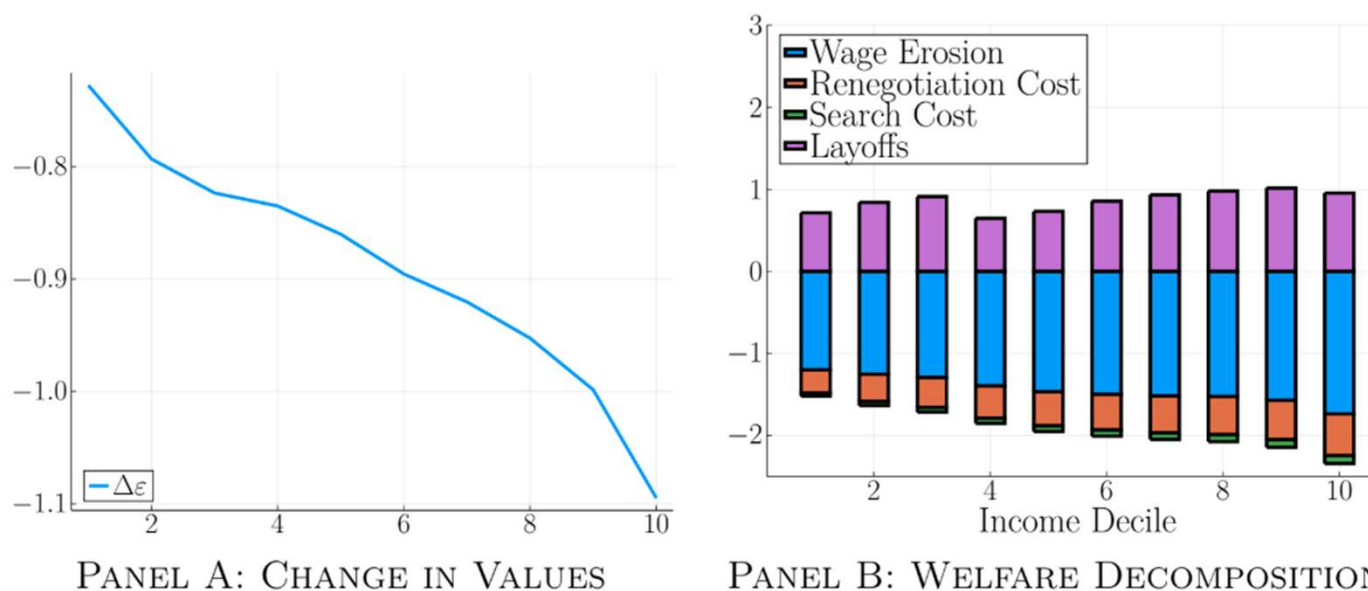 −0.8
−0.9
−1.0
−1.1
Δε
2 4 6 8 10
PANEL A: CHANGE IN VALUES
3
2
1
0
−1
−2
Wage Erosion
Renegotiation Cost
Search Cost
Layoffs
2 4 6 8 10
Income Decile
PANEL B: WELFARE DECOMPOSITION